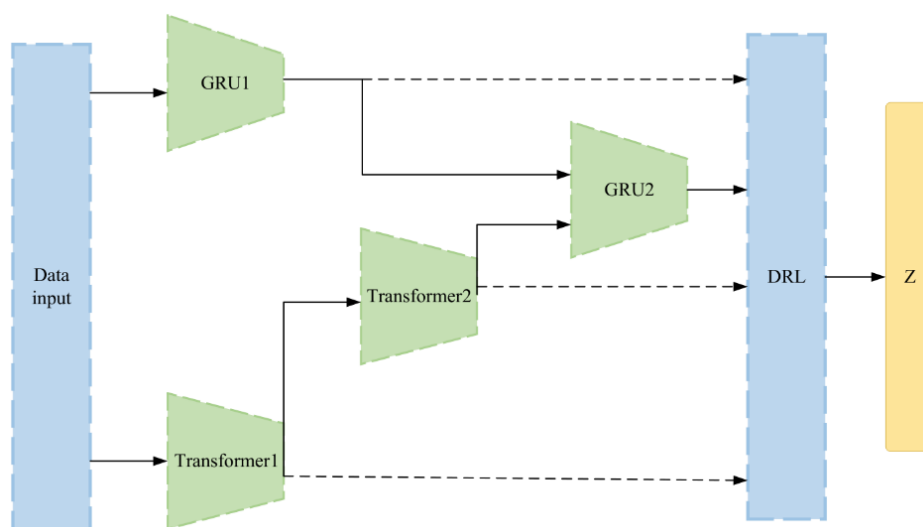 GRU1
GRU2
Data
input
Transformer2
DRL
Z
Transformer1